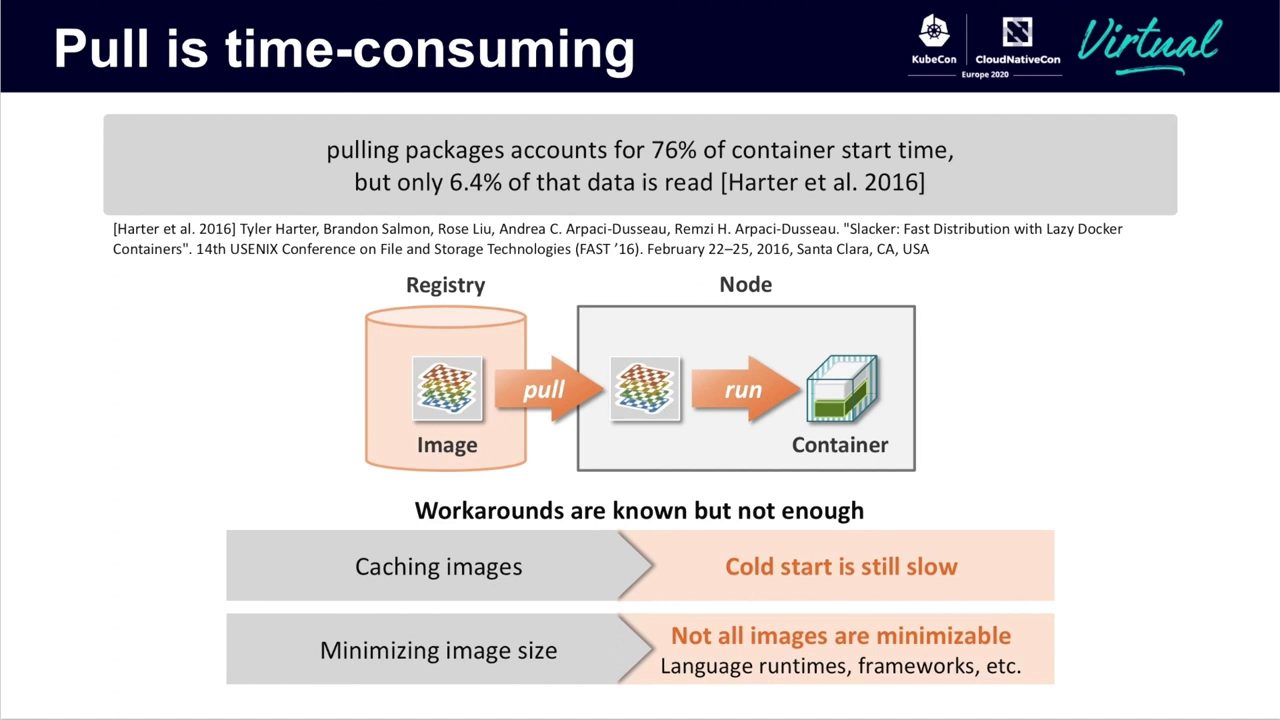 Pull is time-consuming
KubeCon
CloudNativeCon
Europe 2020
Virtual
pulling packages accounts for 76% of container start time,
but only 6.4% of that data is read [Harter et al. 2016]
[Harter et al. 2016] Tyler Harter, Brandon Salmon, Rose Liu, Andrea C. Arpaci-Dusseau, Remzi H. Arpaci-Dusseau. "Slacker: Fast Distribution with Lazy Docker
Containers". 14th USENIX Conference on File and Storage Technologies (FAST ’16). February 22–25, 2016, Santa Clara, CA, USA
Registry
Node
pull
run
Image
Container
Workarounds are known but not enough
Caching images
Cold start is still slow
Minimizing image size
Not all images are minimizable
Language runtimes, frameworks, etc.